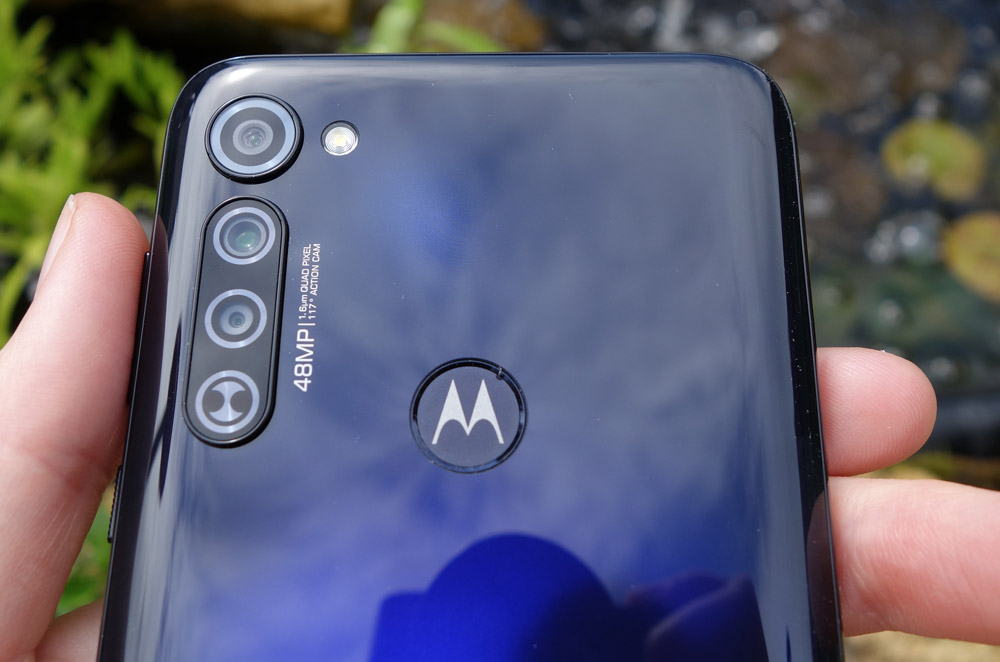 48MP
1.6µm QUAD PIXEL
117° ACTION CAM